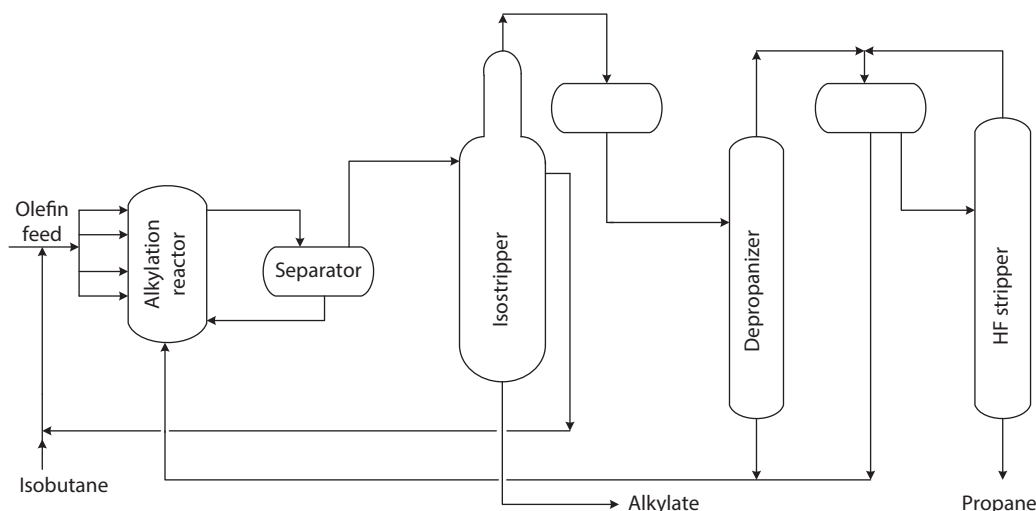 Olefin
feed
Alkylation
reactor
Separator
Isostripper
Depropanizer
HF stripper
Isobutane
Alkylate
Propane